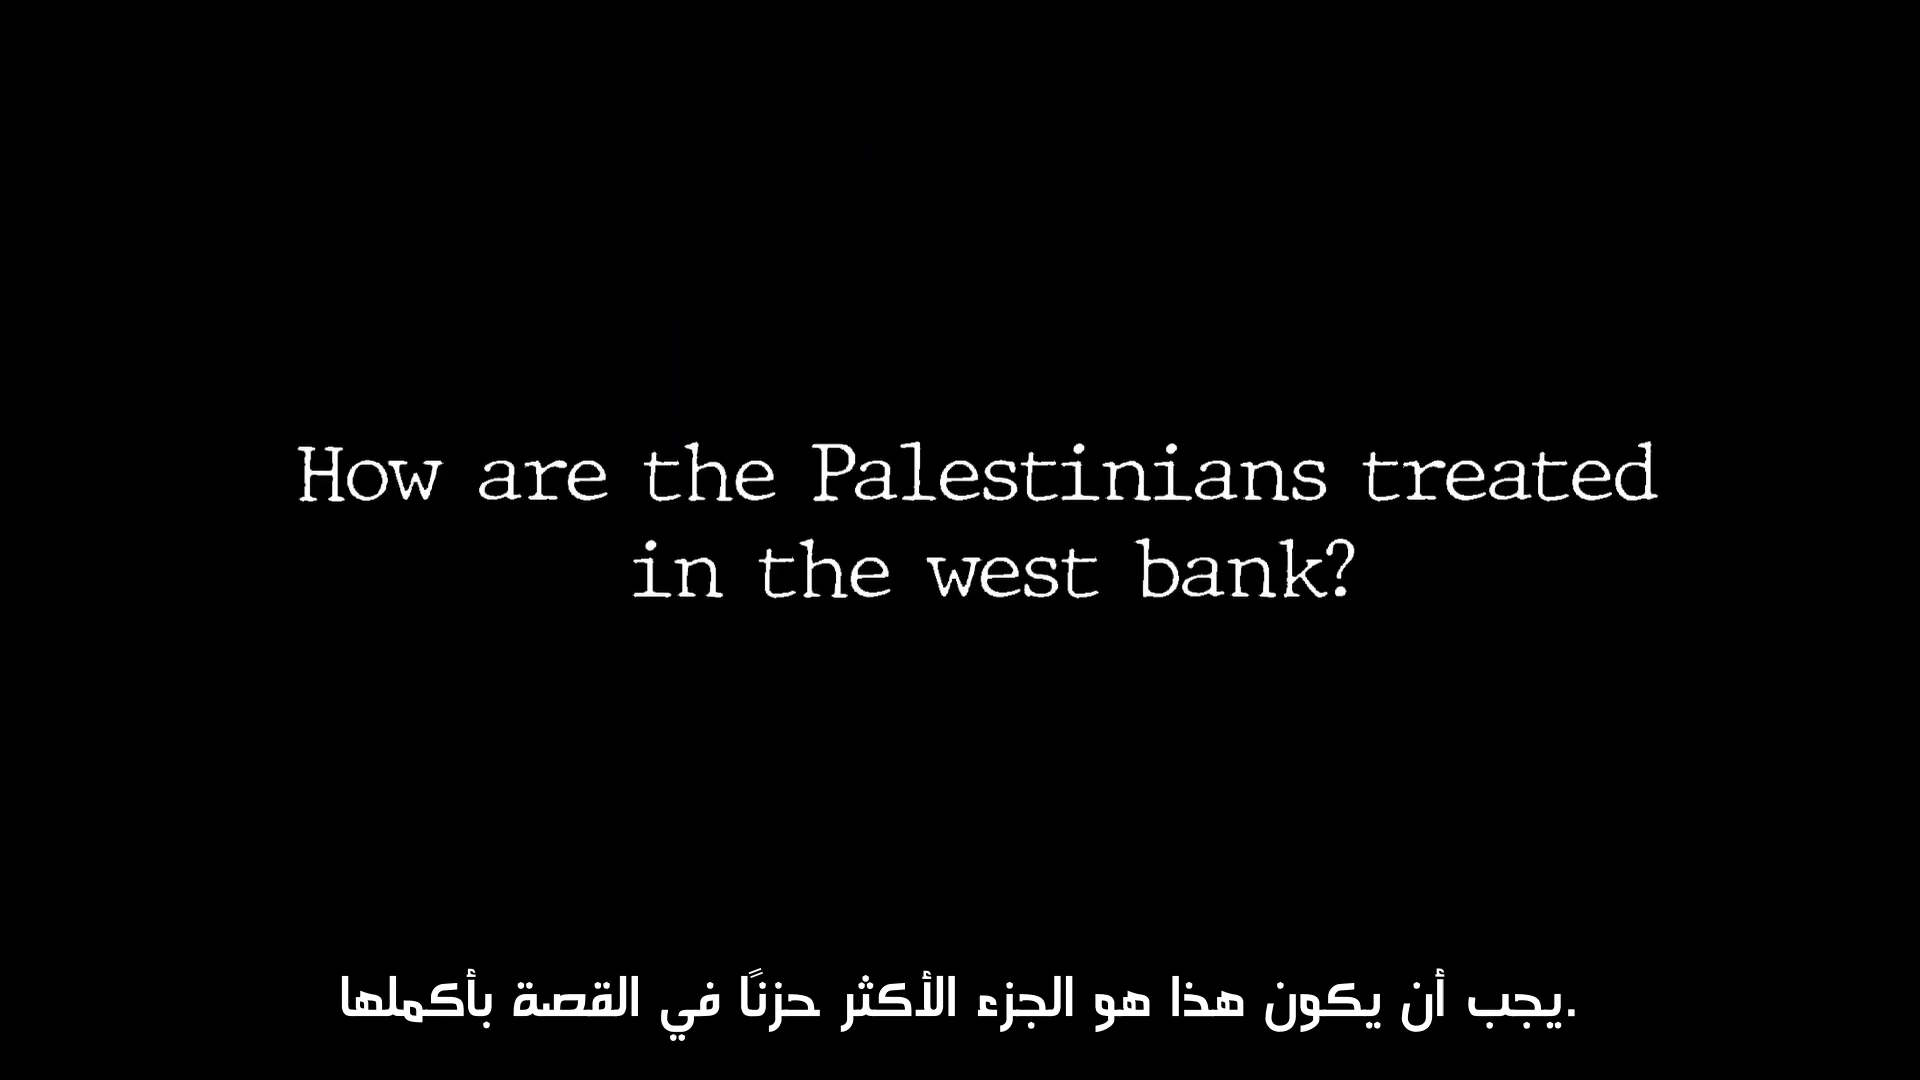 How are the Palestinians treated
in the west bank?
يجب أن يكون هذا هو الجزء الأكثر حزنًا في القصة بأكملها.